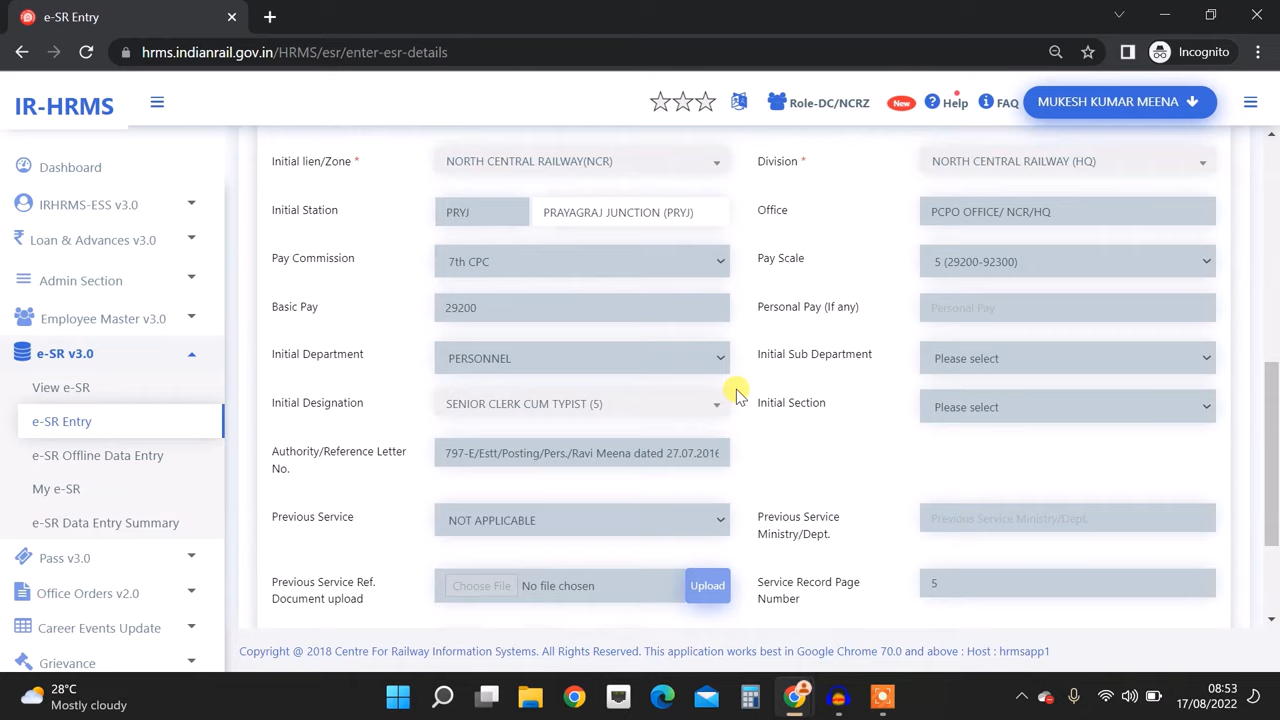 e-SR Entry
hrms.indianrail.gov.in/HRMS/esr/enter-esr-details
Incognito
IR-HRMS
Role-DC/NCRZ
New
Help
FAQ
MUKESH KUMAR MEENA
Dashboard
IRHRMS-ESS v3.0
Loan & Advances v3.0
Admin Section
Employee Master v3.0
e-SR v3.0
View e-SR
e-SR Entry
e-SR Offline Data Entry
My e-SR
e-SR Data Entry Summary
Pass v3.0
Office Orders v2.0
Career Events Update
Grievance
Initial lien/Zone * NORTH CENTRAL RAILWAY(NCR)
Division * NORTH CENTRAL RAILWAY (HQ)
Initial Station PRYJ PRAYAGRAJ JUNCTION (PRYJ)
Office PCPO OFFICE/ NCR/HQ
Pay Commission 7th CPC
Pay Scale 5 (29200-92300)
Basic Pay 29200
Personal Pay (If any) Personal Pay
Initial Department PERSONNEL
Initial Sub Department Please select
Initial Designation SENIOR CLERK CUM TYPIST (5)
Initial Section Please select
Authority/Reference Letter
No.
797-E/Estt/Posting/Pers./Ravi Meena dated 27.07.2016
Previous Service NOT APPLICABLE
Previous Service
Ministry/Dept.
Previous Service Ministry/Dept.
Previous Service Ref.
Document upload
Choose File No file chosen Upload
Service Record Page
Number
5
Copyright @ 2018 Centre For Railway Information Systems. All Rights Reserved. This application works best in Google Chrome 70.0 and above : Host : hrmsapp1
28°C
Mostly cloudy
08:53
17/08/2022